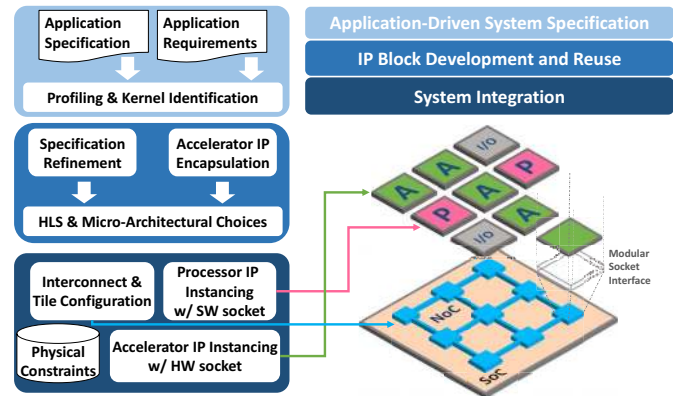 Application
Specification
Application
Requirements
Profiling & Kernel Identification
Application-Driven System Specification
IP Block Development and Reuse
System Integration
Specification
Refinement
Accelerator IP
Encapsulation
HLS & Micro-Architectural Choices
Interconnect &
Tile Configuration
Processor IP
Instancing
w/ SW socket
Physical
Constraints
Accelerator IP Instancing
w/ HW socket
I/O
A
P
A
A
A
P
A
I/O
Modular
Socket
Interface
NoC
SoC